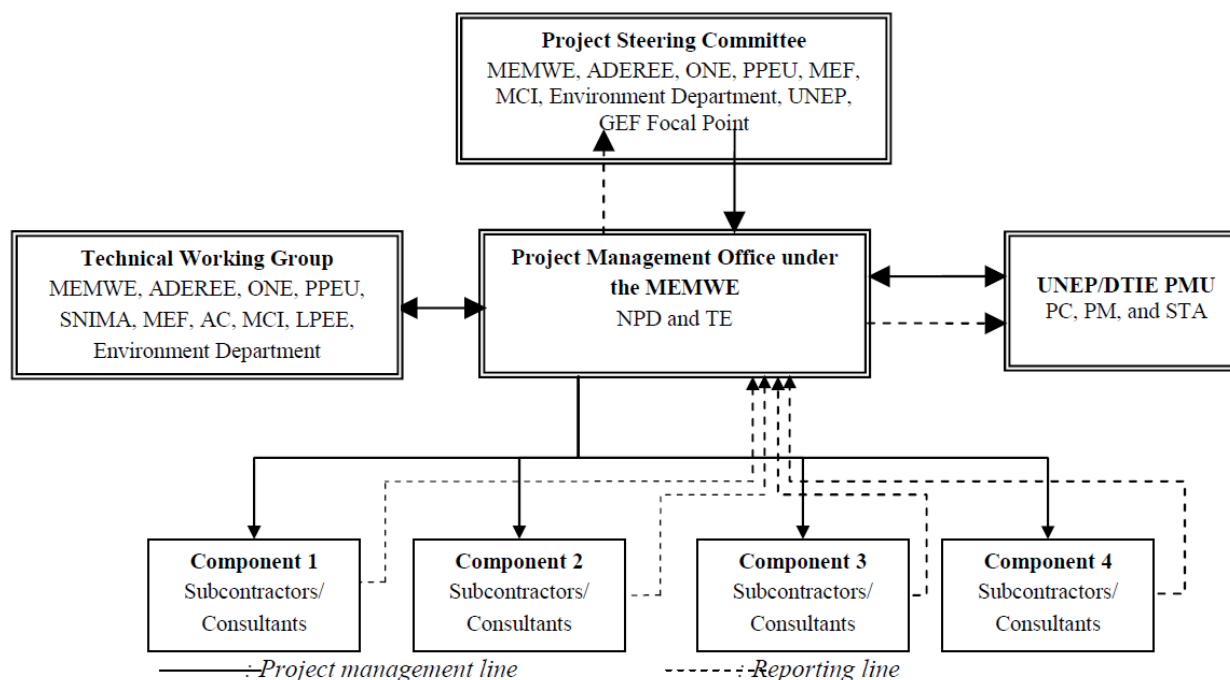 Project Steering Committee
MEMWE, ADEREE, ONE, PPEU, MEF,
MCI, Environment Department, UNEP,
GEF Focal Point
Technical Working Group
MEMWE, ADEREE, ONE, PPEU,
SNIMA, MEF, AC, MCI, LPEE,
Environment Department
Project Management Office under
the MEMWE
NPD and TE
UNEP/DTIE PMU
PC, PM, and STA
Component 1
Subcontractors/
Consultants
Component 2
Subcontractors/
Consultants
Component 3
Subcontractors/
Consultants
Component 4
Subcontractors/
Consultants
: Project management line
: Reporting line